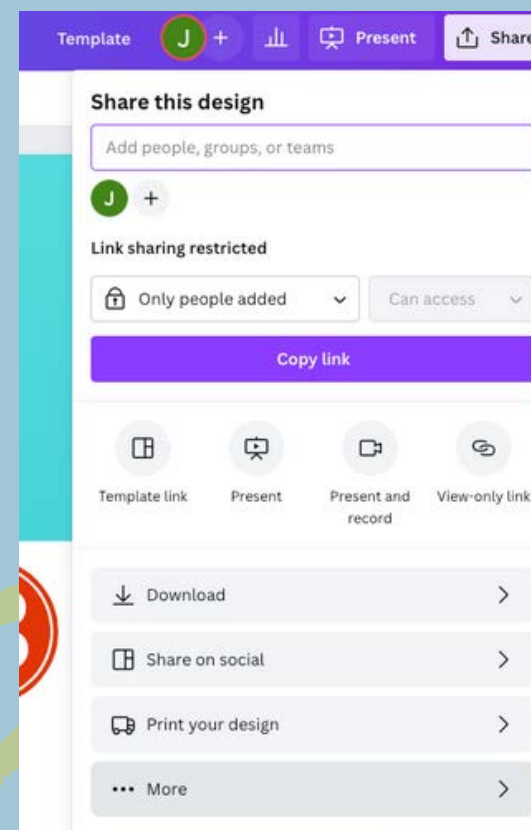 Template
J
+
Present
Share
Share this design
Add people, groups, or teams
J
+
Link sharing restricted
Only people added
Can access
Copy link
Template link
Present
Present and record
View-only link
Download
Share on social
Print your design
More